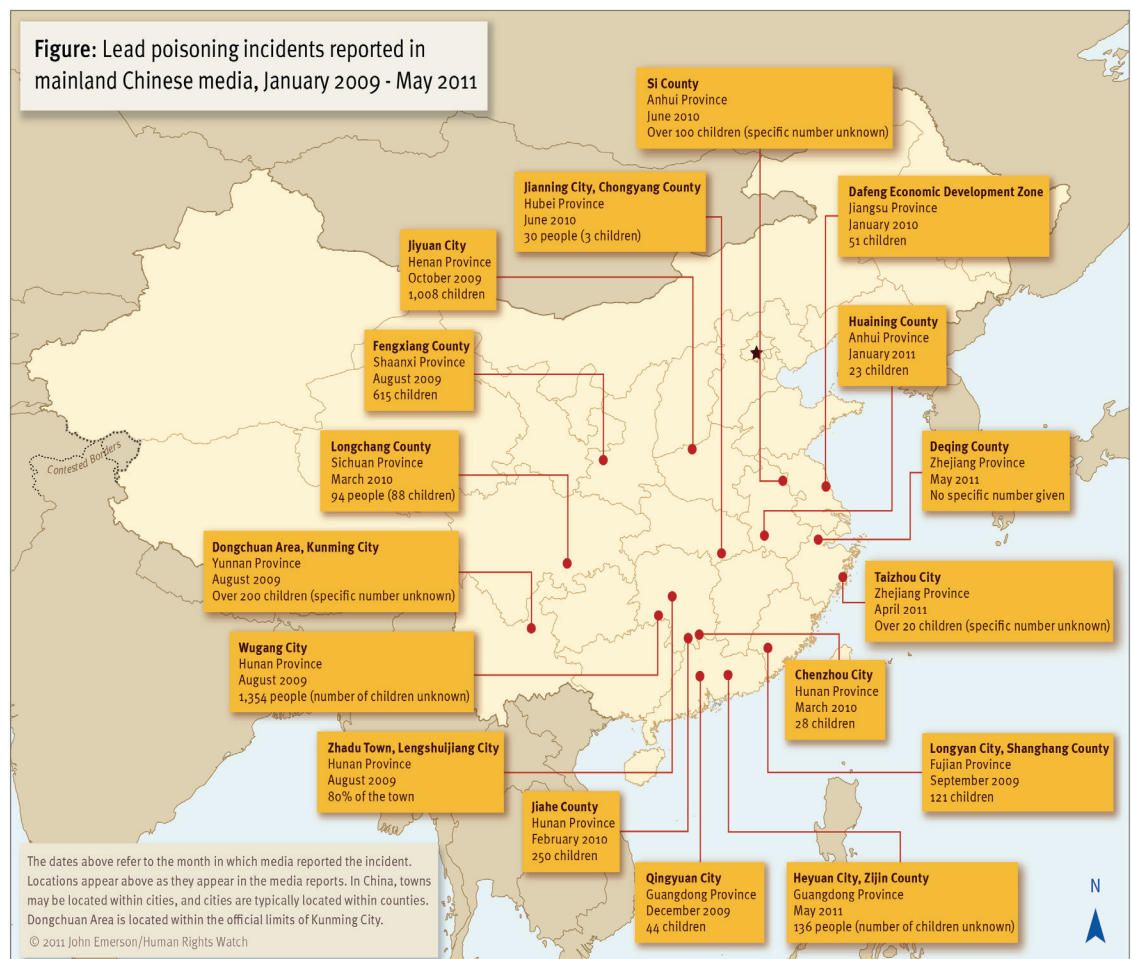 Figure: Lead poisoning incidents reported in
mainland Chinese media, January 2009 - May 2011
Si County
Anhui Province
June 2010
Over 100 children (specific number unknown)
Jianning City, Chongyang County
Hubei Province
June 2010
30 people (3 children)
Dafeng Economic Development Zone
Jiangsu Province
January 2010
51 children
Jiyuan City
Henan Province
October 2009
1,008 children
Huaining County
Anhui Province
January 2011
23 children
Fengxiang County
Shaanxi Province
August 2009
615 children
Contested Borders
Longchang County
Sichuan Province
March 2010
94 people (88 children)
Deqing County
Zhejiang Province
May 2011
No specific number given
Dongchuan Area, Kunming City
Yunnan Province
August 2009
Over 200 children (specific number unknown)
Taizhou City
Zhejiang Province
April 2011
Over 20 children (specific number unknown)
Wugang City
Hunan Province
August 2009
1,354 people (number of children unknown)
Chenzhou City
Hunan Province
March 2010
28 children
Zhadu Town, Lengshuijiang City
Hunan Province
August 2009
80% of the town
Longyan City, Shanghang County
Fujian Province
September 2009
121 children
Jiahe County
Hunan Province
February 2010
250 children
Qingyuan City
Guangdong Province
December 2009
44 children
Heyuan City, Zijin County
Guangdong Province
May 2011
136 people (number of children unknown)
The dates above refer to the month in which media reported the incident.
Locations appear above as they appear in the media reports. In China, towns
may be located within cities, and cities are typically located within counties.
Dongchuan Area is located within the official limits of Kunming City.
© 2011 John Emerson/Human Rights Watch
N